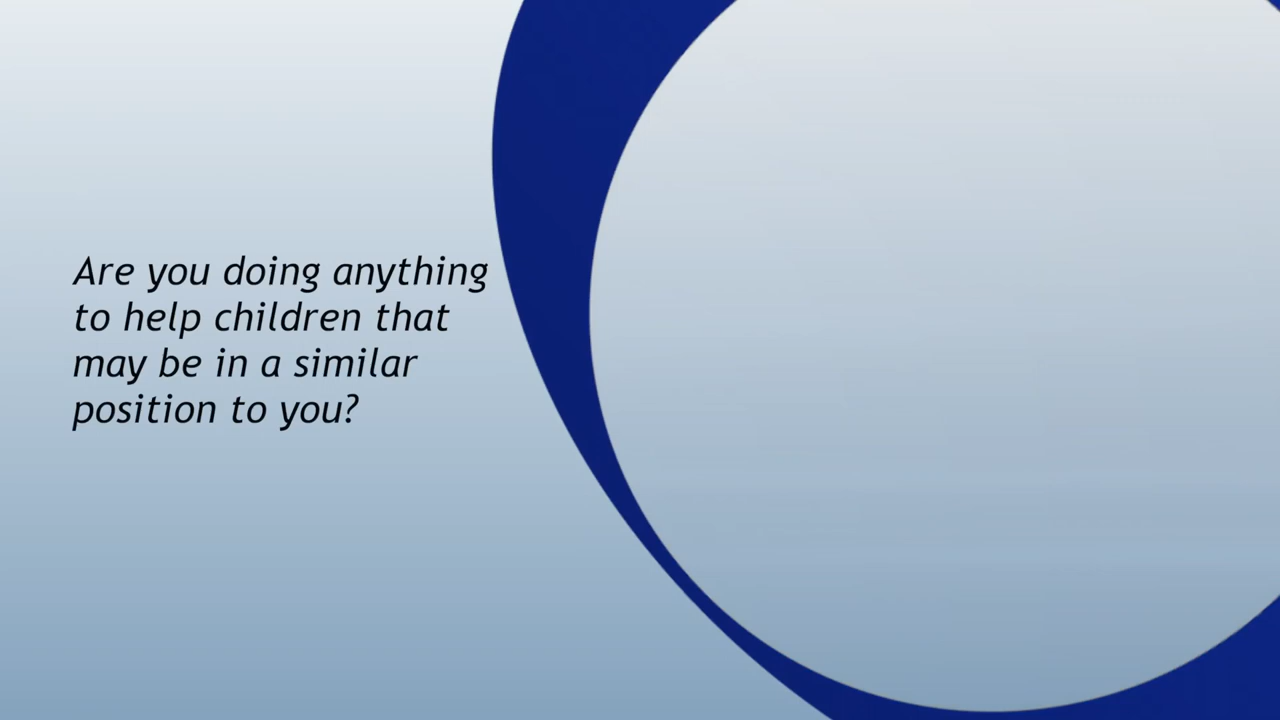 Are you doing anything
to help children that
may be in a similar
position to you?